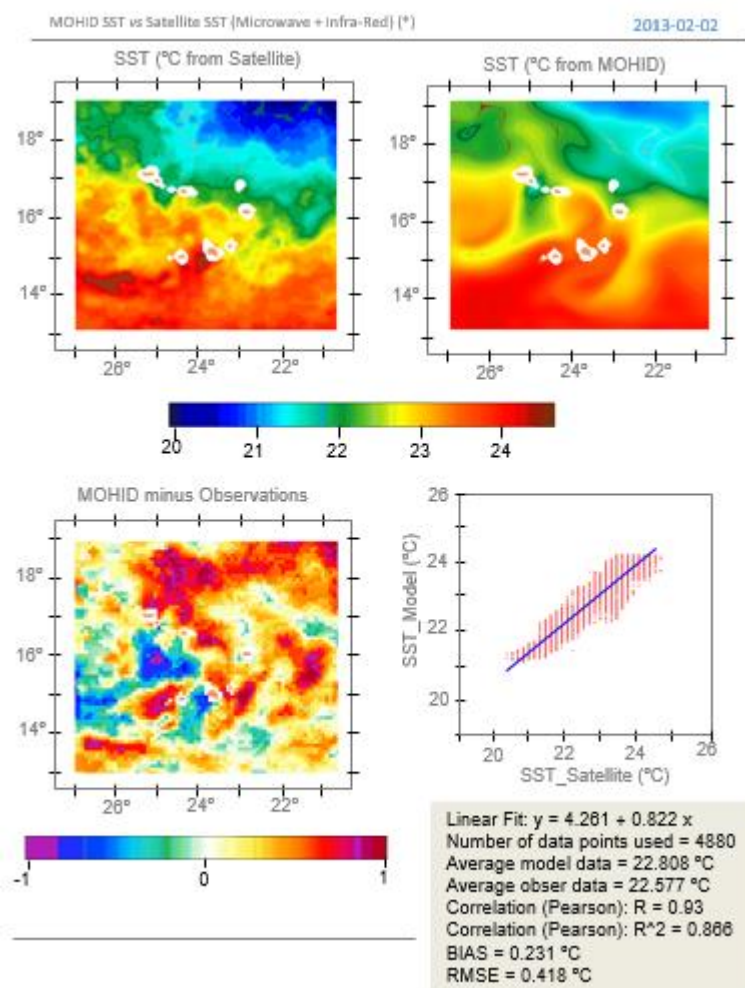 MOHID SST vs Satellite SST (Microwave + Infra-Red) (*)
2013-02-02
SST (ºC from Satellite)
SST (ºC from MOHID)
18º
16º
14º
26º 24º 22º
18º
16º
14º
26º 24º 22º
20 21 22 23 24
MOHID minus Observations
18º
16º
14º
26º 24º 22º
-1 0 1
SST_Model (ºC)
26
24
22
20
20 22 24 26
SST_Satellite (ºC)
Linear Fit: y = 4.261 + 0.822 x
Number of data points used = 4880
Average model data = 22.808 ºC
Average obser data = 22.577 ºC
Correlation (Pearson): R = 0.93
Correlation (Pearson): R^2 = 0.866
BIAS = 0.231 ºC
RMSE = 0.418 ºC